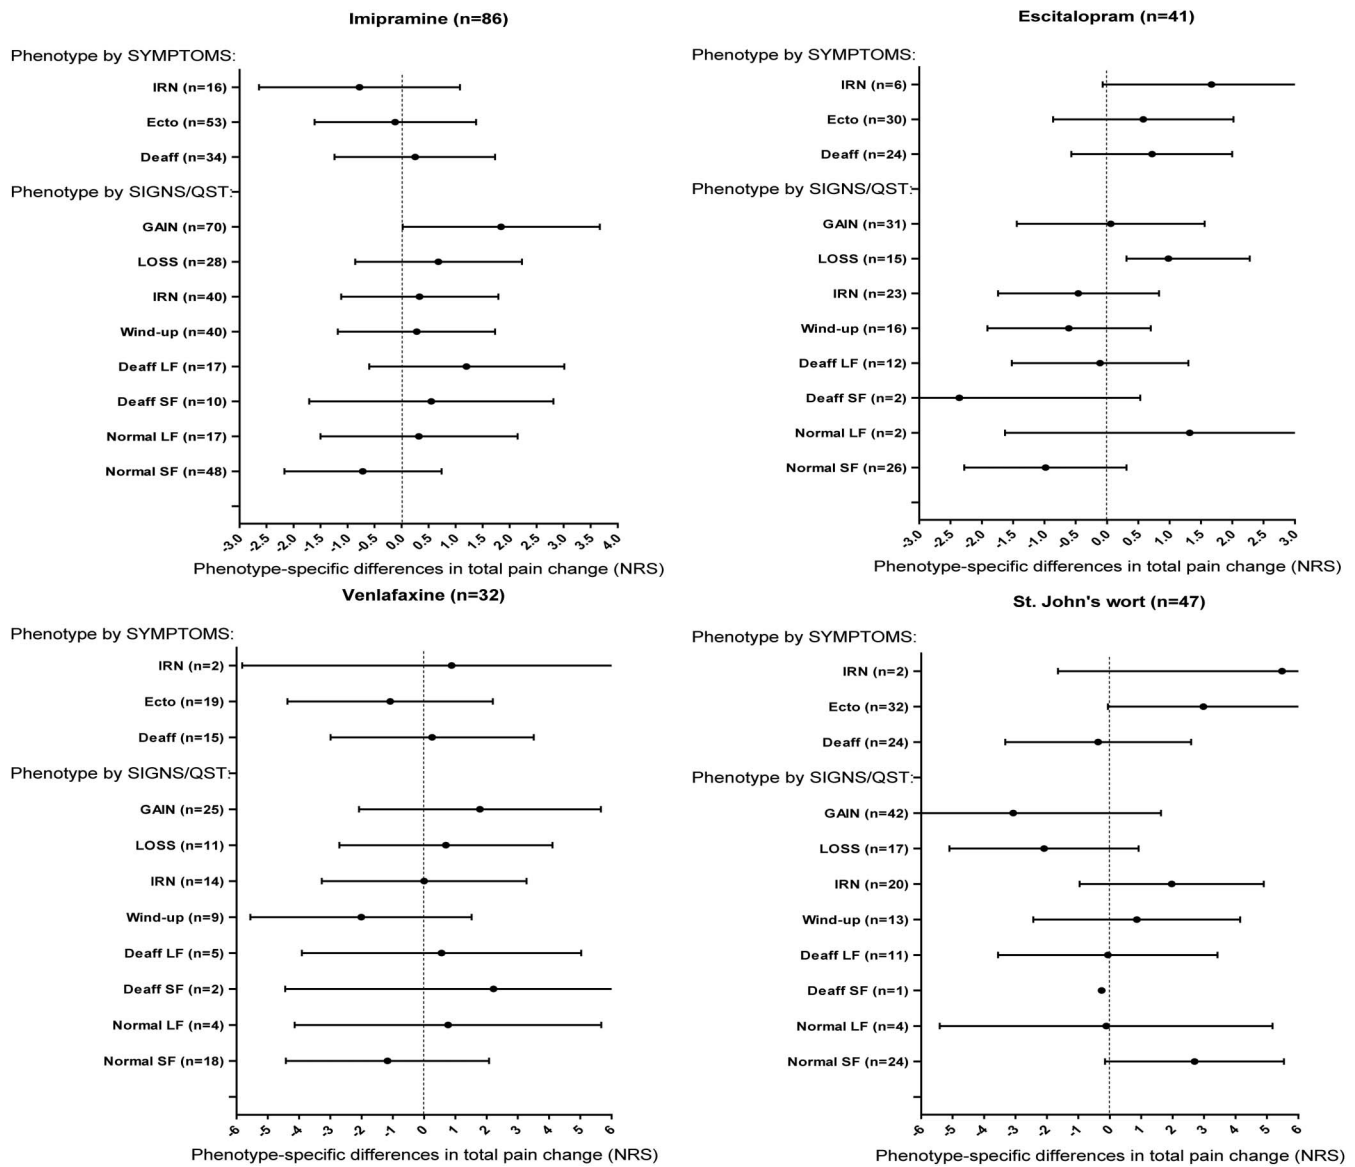 Imipramine (n=86)
Phenotype by SYMPTOMS:
IRN (n=16)
Ecto (n=53)
Deaff (n=34)
Phenotype by SIGNS/QST:
GAIN (n=70)
LOSS (n=28)
IRN (n=40)
Wind-up (n=40)
Deaff LF (n=17)
Deaff SF (n=10)
Normal LF (n=17)
Normal SF (n=48)
-3.0 -2.5 -2.0 -1.5 -1.0 -0.5 0.0 0.5 1.0 1.5 2.0 2.5 3.0 3.5 4.0
Phenotype-specific differences in total pain change (NRS)
Escitalopram (n=41)
Phenotype by SYMPTOMS:
IRN (n=6)
Ecto (n=30)
Deaff (n=24)
Phenotype by SIGNS/QST:
GAIN (n=31)
LOSS (n=15)
IRN (n=23)
Wind-up (n=16)
Deaff LF (n=12)
Deaff SF (n=2)
Normal LF (n=2)
Normal SF (n=26)
-3.0 -2.5 -2.0 -1.5 -1.0 -0.5 0.0 0.5 1.0 1.5 2.0 2.5 3.0
Phenotype-specific differences in total pain change (NRS)
Venlafaxine (n=32)
Phenotype by SYMPTOMS:
IRN (n=2)
Ecto (n=19)
Deaff (n=15)
Phenotype by SIGNS/QST:
GAIN (n=25)
LOSS (n=11)
IRN (n=14)
Wind-up (n=9)
Deaff LF (n=5)
Deaff SF (n=2)
Normal LF (n=4)
Normal SF (n=18)
-6 -5 -4 -3 -2 -1 0 1 2 3 4 5 6
Phenotype-specific differences in total pain change (NRS)
St. John's wort (n=47)
Phenotype by SYMPTOMS:
IRN (n=2)
Ecto (n=32)
Deaff (n=24)
Phenotype by SIGNS/QST:
GAIN (n=42)
LOSS (n=17)
IRN (n=20)
Wind-up (n=13)
Deaff LF (n=11)
Deaff SF (n=1)
Normal LF (n=4)
Normal SF (n=24)
-6 -5 -4 -3 -2 -1 0 1 2 3 4 5 6
Phenotype-specific differences in total pain change (NRS)